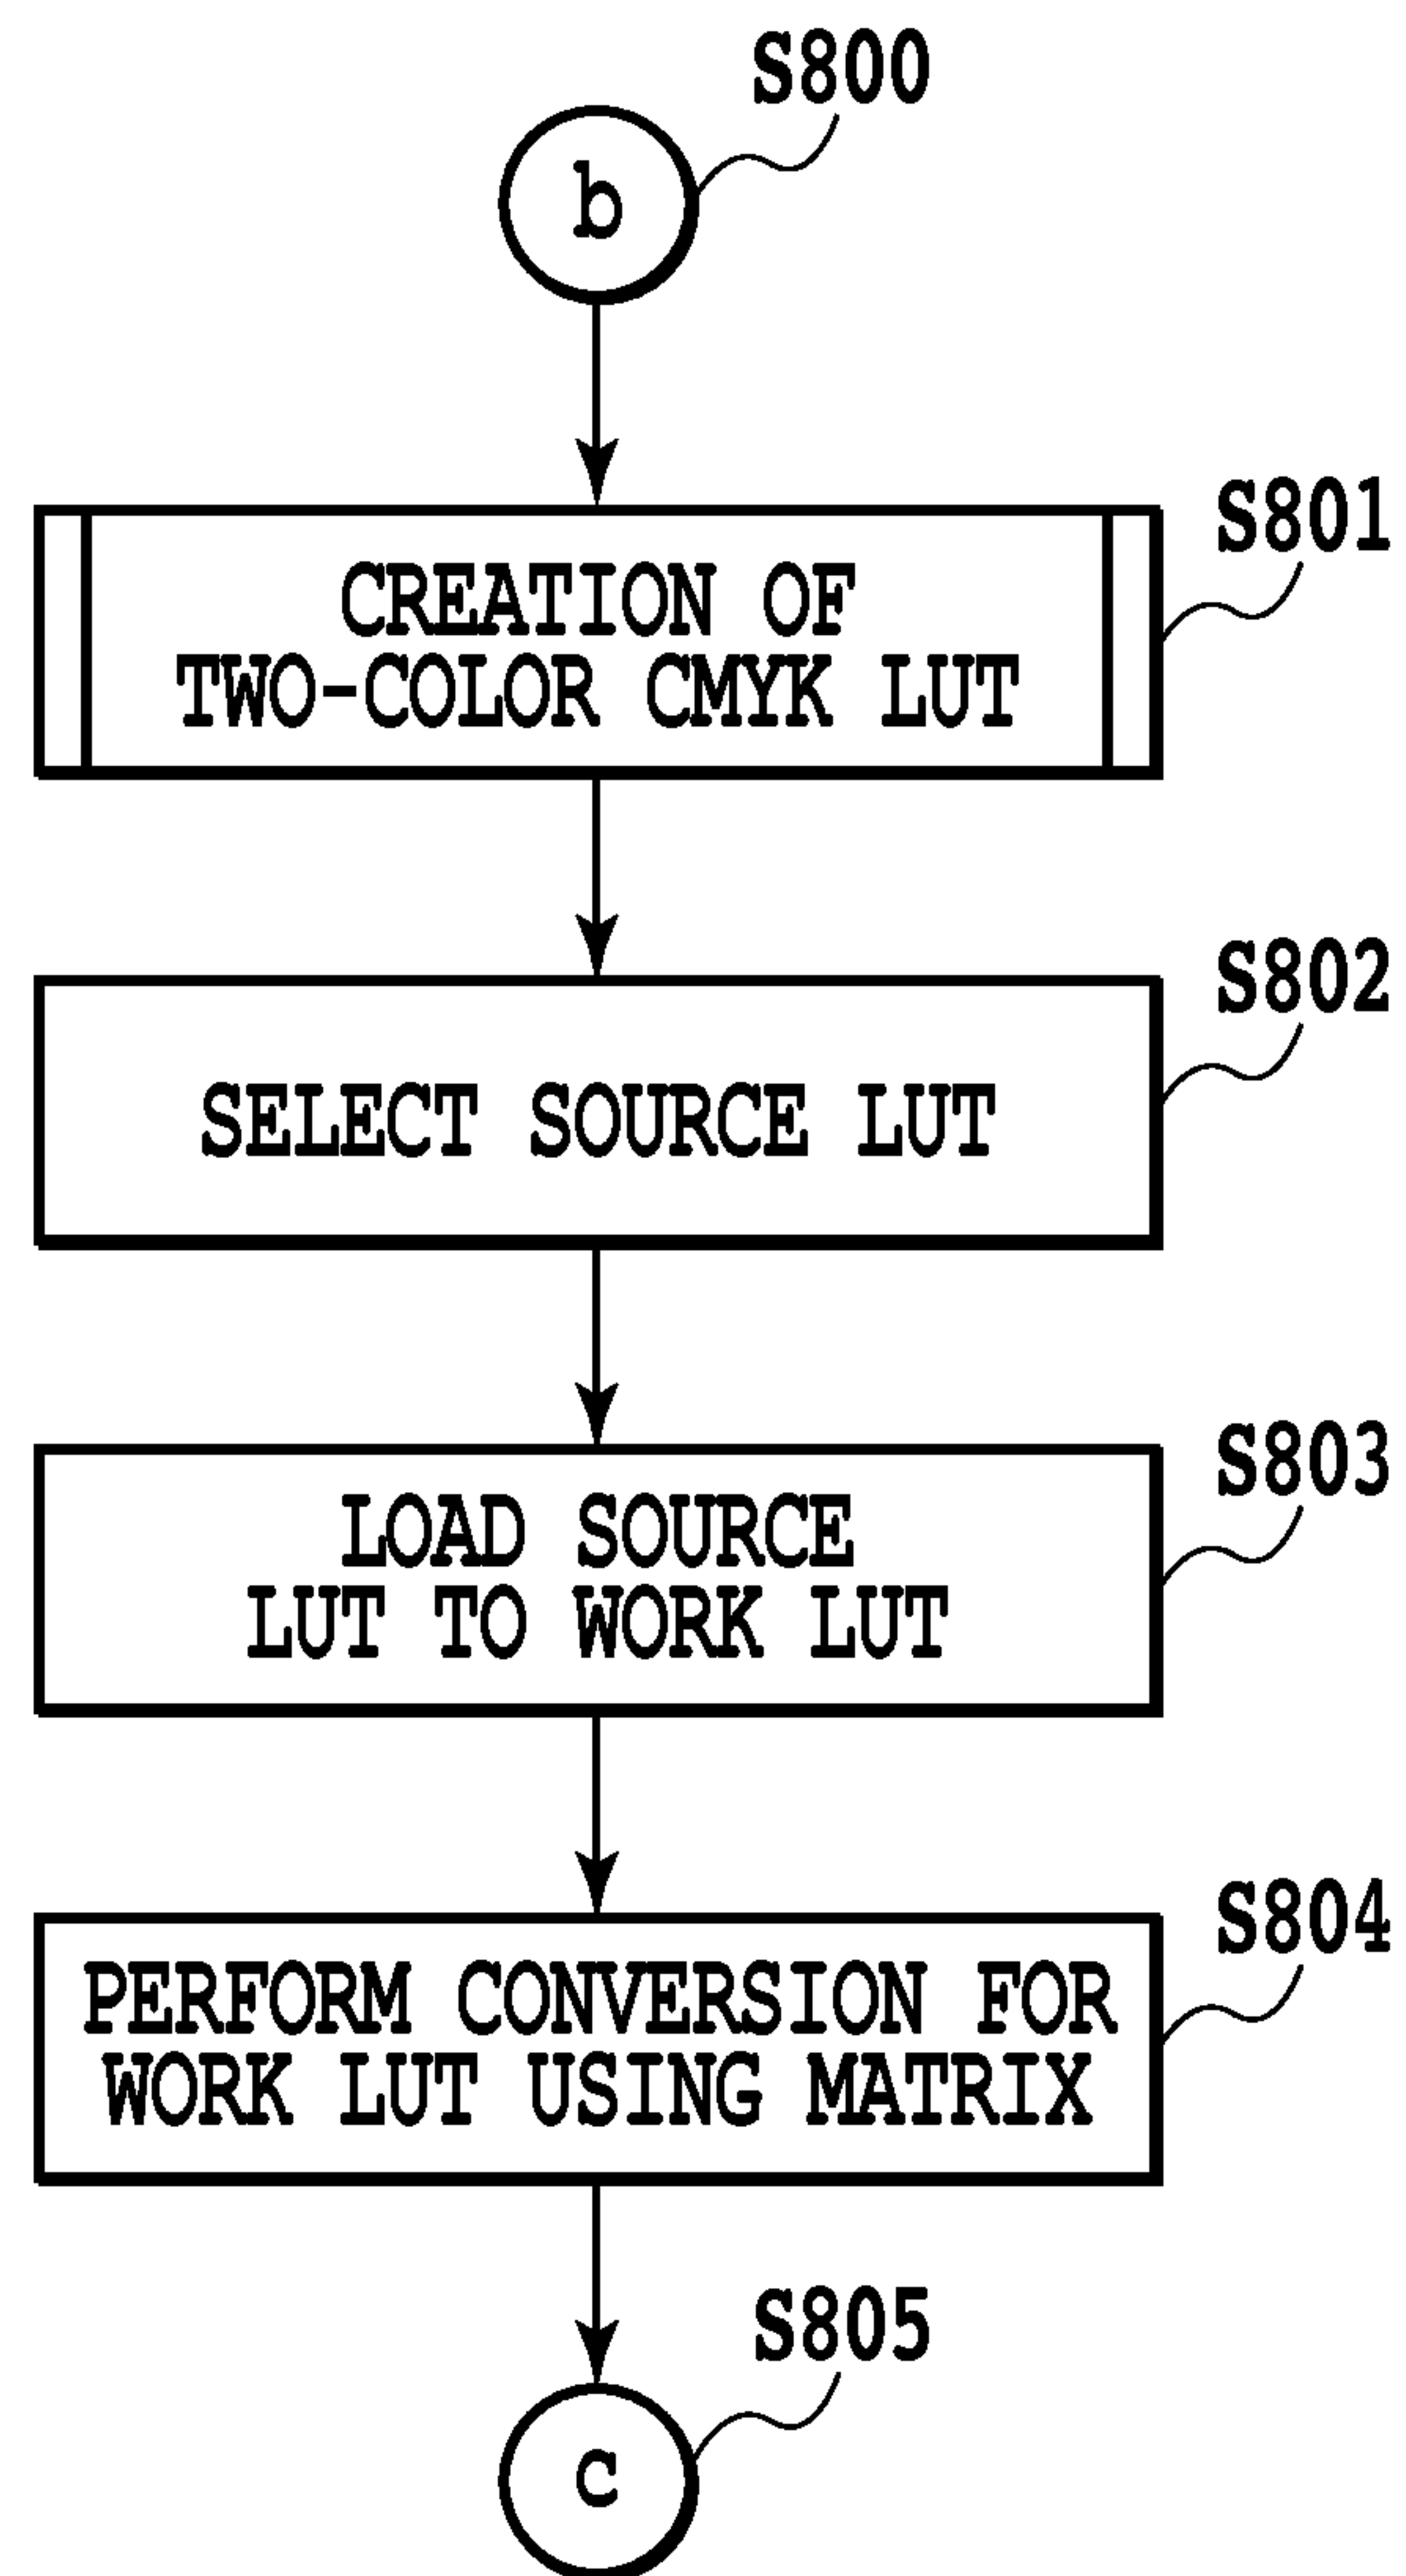 S800
b
S801
CREATION OF
TWO-COLOR CMYK LUT
S802
SELECT SOURCE LUT
S803
LOAD SOURCE
LUT TO WORK LUT
S804
PERFORM CONVERSION FOR
WORK LUT USING MATRIX
S805
c